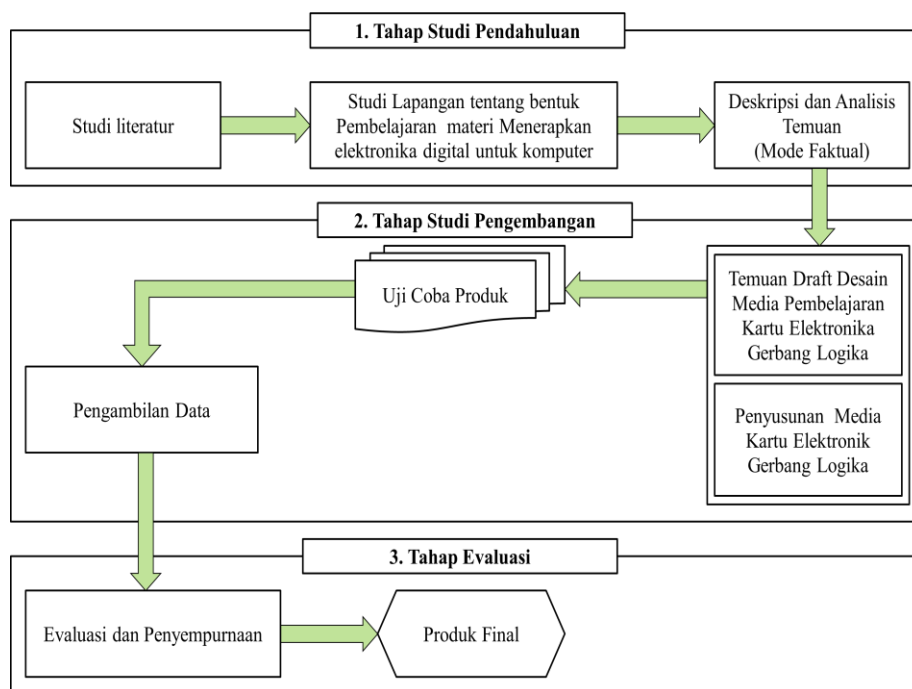 1. Tahap Studi Pendahuluan
Studi literatur
Studi Lapangan tentang bentuk
Pembelajaran materi Menerapkan
elektronika digital untuk komputer
Deskripsi dan Analisis
Temuan
(Mode Faktual)
2. Tahap Studi Pengembangan
Temuan Draft Desain
Media Pembelajaran
Kartu Elektronika
Gerbang Logika
Penyusunan Media
Kartu Elektronik
Gerbang Logika
Uji Coba Produk
Pengambilan Data
3. Tahap Evaluasi
Evaluasi dan Penyempurnaan
Produk Final